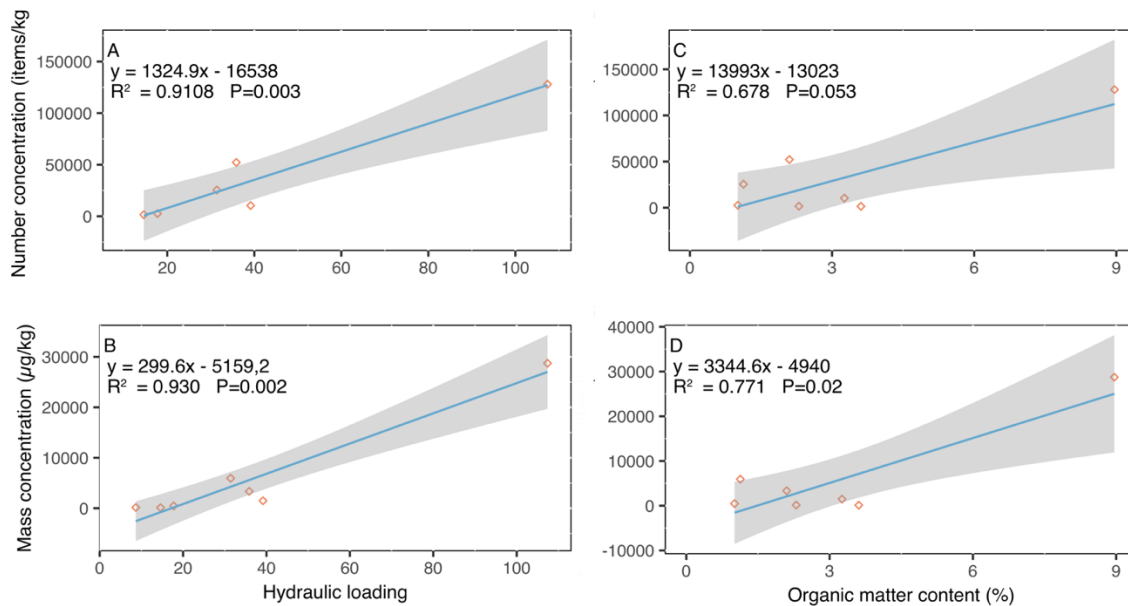 Number concentration (items/kg
150000
100000
50000
0
A
y = 1324.9x - 16538
R² = 0.9108 P=0.003
20
40
60
80
100
150000
100000
50000
0
C
y = 13993x - 13023
R² = 0.678 P=0.053
0
3
6
9
Mass concentration (µg/kg)
30000
20000
10000
0
B
y = 299.6x - 5159,2
R² = 0.930 P=0.002
0
20
40
60
80
100
Hydraulic loading
40000
30000
20000
10000
0
-10000
D
y = 3344.6x - 4940
R² = 0.771 P=0.02
0
3
6
9
Organic matter content (%)